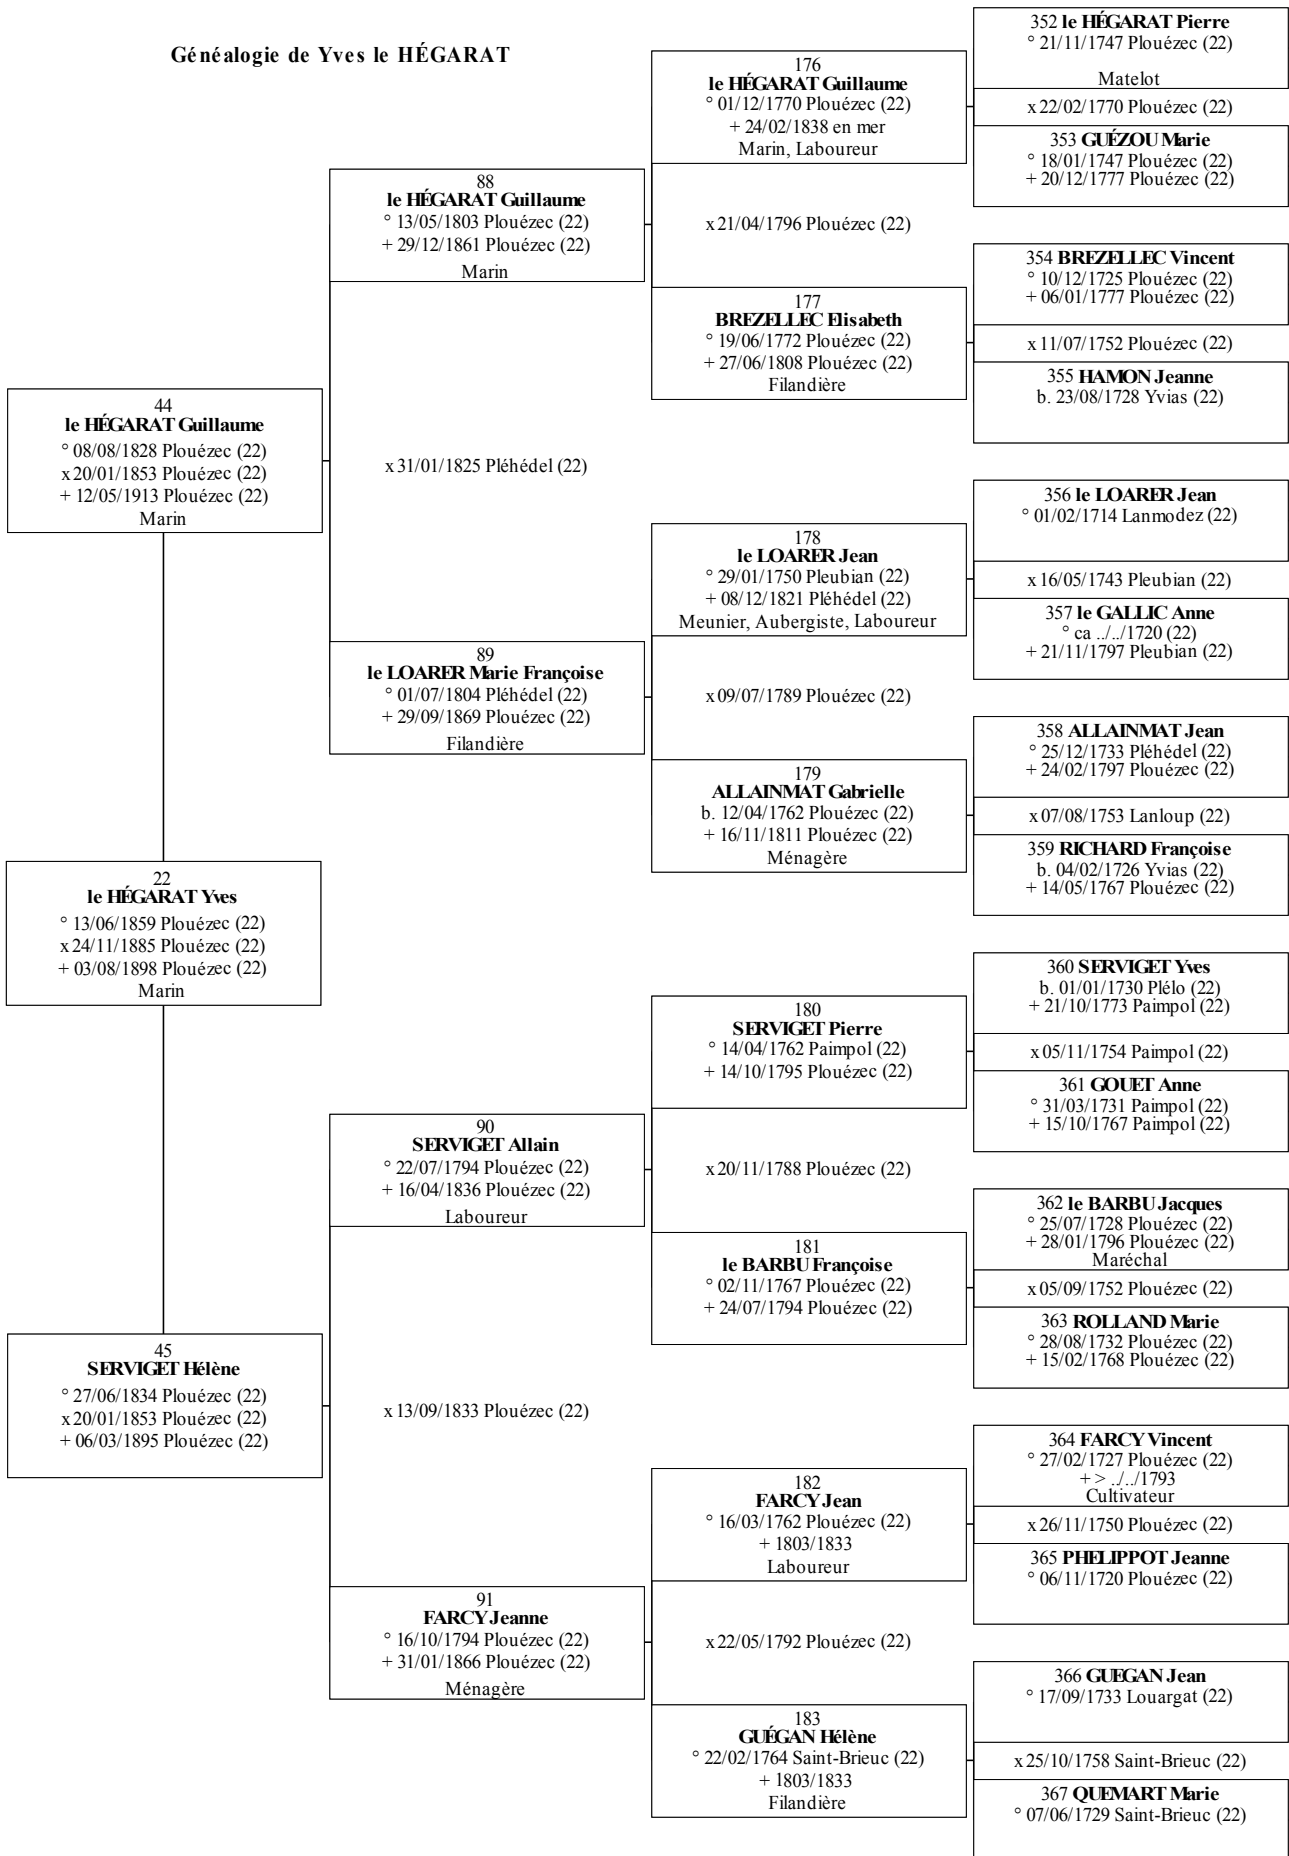 Généalogie de Yves le HÉGARAT
22
le HÉGARAT Yves
° 13/06/1859 Plouézec (22)
x 24/11/1885 Plouézec (22)
+ 03/08/1898 Plouézec (22)
Marin
44
le HÉGARAT Guillaume
° 08/08/1828 Plouézec (22)
x 20/01/1853 Plouézec (22)
+ 12/05/1913 Plouézec (22)
Marin
45
SERVIGET Hélène
° 27/06/1834 Plouézec (22)
x 20/01/1853 Plouézec (22)
+ 06/03/1895 Plouézec (22)
88
le HÉGARAT Guillaume
° 13/05/1803 Plouézec (22)
+ 29/12/1861 Plouézec (22)
Marin
x 31/01/1825 Pléhédel (22)
89
le LOARER Marie Françoise
° 01/07/1804 Pléhédel (22)
+ 29/09/1869 Plouézec (22)
Filandière
90
SERVIGET Allain
° 22/07/1794 Plouézec (22)
+ 16/04/1836 Plouézec (22)
Laboureur
x 13/09/1833 Plouézec (22)
91
FARCY Jeanne
° 16/10/1794 Plouézec (22)
+ 31/01/1866 Plouézec (22)
Ménagère
176
le HÉGARAT Guillaume
° 01/12/1770 Plouézec (22)
+ 24/02/1838 en mer
Marin, Laboureur
x 21/04/1796 Plouézec (22)
177
BREZELLEC Elisabeth
° 19/06/1772 Plouézec (22)
+ 27/06/1808 Plouézec (22)
Filandière
178
le LOARER Jean
° 29/01/1750 Pleubian (22)
+ 08/12/1821 Pléhédel (22)
Meunier, Aubergiste, Laboureur
x 09/07/1789 Plouézec (22)
179
ALLAINMAT Gabrielle
b. 12/04/1762 Plouézec (22)
+ 16/11/1811 Plouézec (22)
Ménagère
180
SERVIGET Pierre
° 14/04/1762 Paimpol (22)
+ 14/10/1795 Plouézec (22)
x 20/11/1788 Plouézec (22)
181
le BARBU Françoise
° 02/11/1767 Plouézec (22)
+ 24/07/1794 Plouézec (22)
182
FARCY Jean
° 16/03/1762 Plouézec (22)
+ 1803/1833
Laboureur
x 22/05/1792 Plouézec (22)
183
GUÉGAN Hélène
° 22/02/1764 Saint-Brieuc (22)
+ 1803/1833
Filandière
352 le HÉGARAT Pierre
° 21/11/1747 Plouézec (22)
Matelot
x 22/02/1770 Plouézec (22)
353 GUÉZOU Marie
° 18/01/1747 Plouézec (22)
+ 20/12/1777 Plouézec (22)
354 BREZELLEC Vincent
° 10/12/1725 Plouézec (22)
+ 06/01/1777 Plouézec (22)
x 11/07/1752 Plouézec (22)
355 HAMON Jeanne
b. 23/08/1728 Yvias (22)
356 le LOARER Jean
° 01/02/1714 Lanmodez (22)
x 16/05/1743 Pleubian (22)
357 le GALLIC Anne
° ca ../../1720 (22)
+ 21/11/1797 Pleubian (22)
358 ALLAINMAT Jean
° 25/12/1733 Pléhédel (22)
+ 24/02/1797 Plouézec (22)
x 07/08/1753 Lanloup (22)
359 RICHARD Françoise
b. 04/02/1726 Yvias (22)
+ 14/05/1767 Plouézec (22)
360 SERVIGET Yves
b. 01/01/1730 Plélo (22)
+ 21/10/1773 Paimpol (22)
x 05/11/1754 Paimpol (22)
361 GOUET Anne
° 31/03/1731 Paimpol (22)
+ 15/10/1767 Paimpol (22)
362 le BARBU Jacques
° 25/07/1728 Plouézec (22)
+ 28/01/1796 Plouézec (22)
Maréchal
x 05/09/1752 Plouézec (22)
363 ROLLAND Marie
° 28/08/1732 Plouézec (22)
+ 15/02/1768 Plouézec (22)
364 FARCY Vincent
° 27/02/1727 Plouézec (22)
+ > ../../1793
Cultivateur
x 26/11/1750 Plouézec (22)
365 PHELIPPOT Jeanne
° 06/11/1720 Plouézec (22)
366 GUEGAN Jean
° 17/09/1733 Louargat (22)
x 25/10/1758 Saint-Brieuc (22)
367 QUEMART Marie
° 07/06/1729 Saint-Brieuc (22)